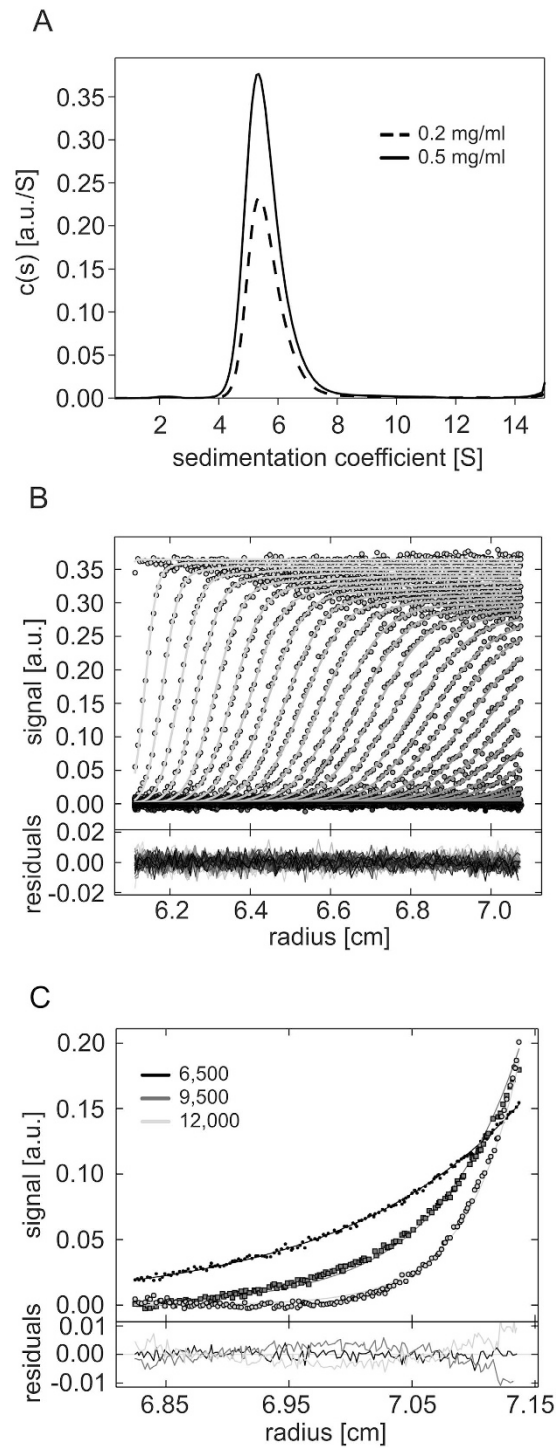 A
c(s) [a.u./S]
0.35
0.30
0.25
0.20
0.15
0.10
0.05
0.00
0.2 mg/ml
0.5 mg/ml
2 4 6 8 10 12 14
sedimentation coefficient [S]
B
signal [a.u.]
0.35
0.30
0.25
0.20
0.15
0.10
0.05
0.00
residuals
0.02
0.00
-0.02
6.2 6.4 6.6 6.8 7.0
radius [cm]
C
signal [a.u.]
0.20
0.15
0.10
0.05
0.00
6,500
9,500
12,000
residuals
0.01
0.00
-0.01
6.85 6.95 7.05 7.15
radius [cm]